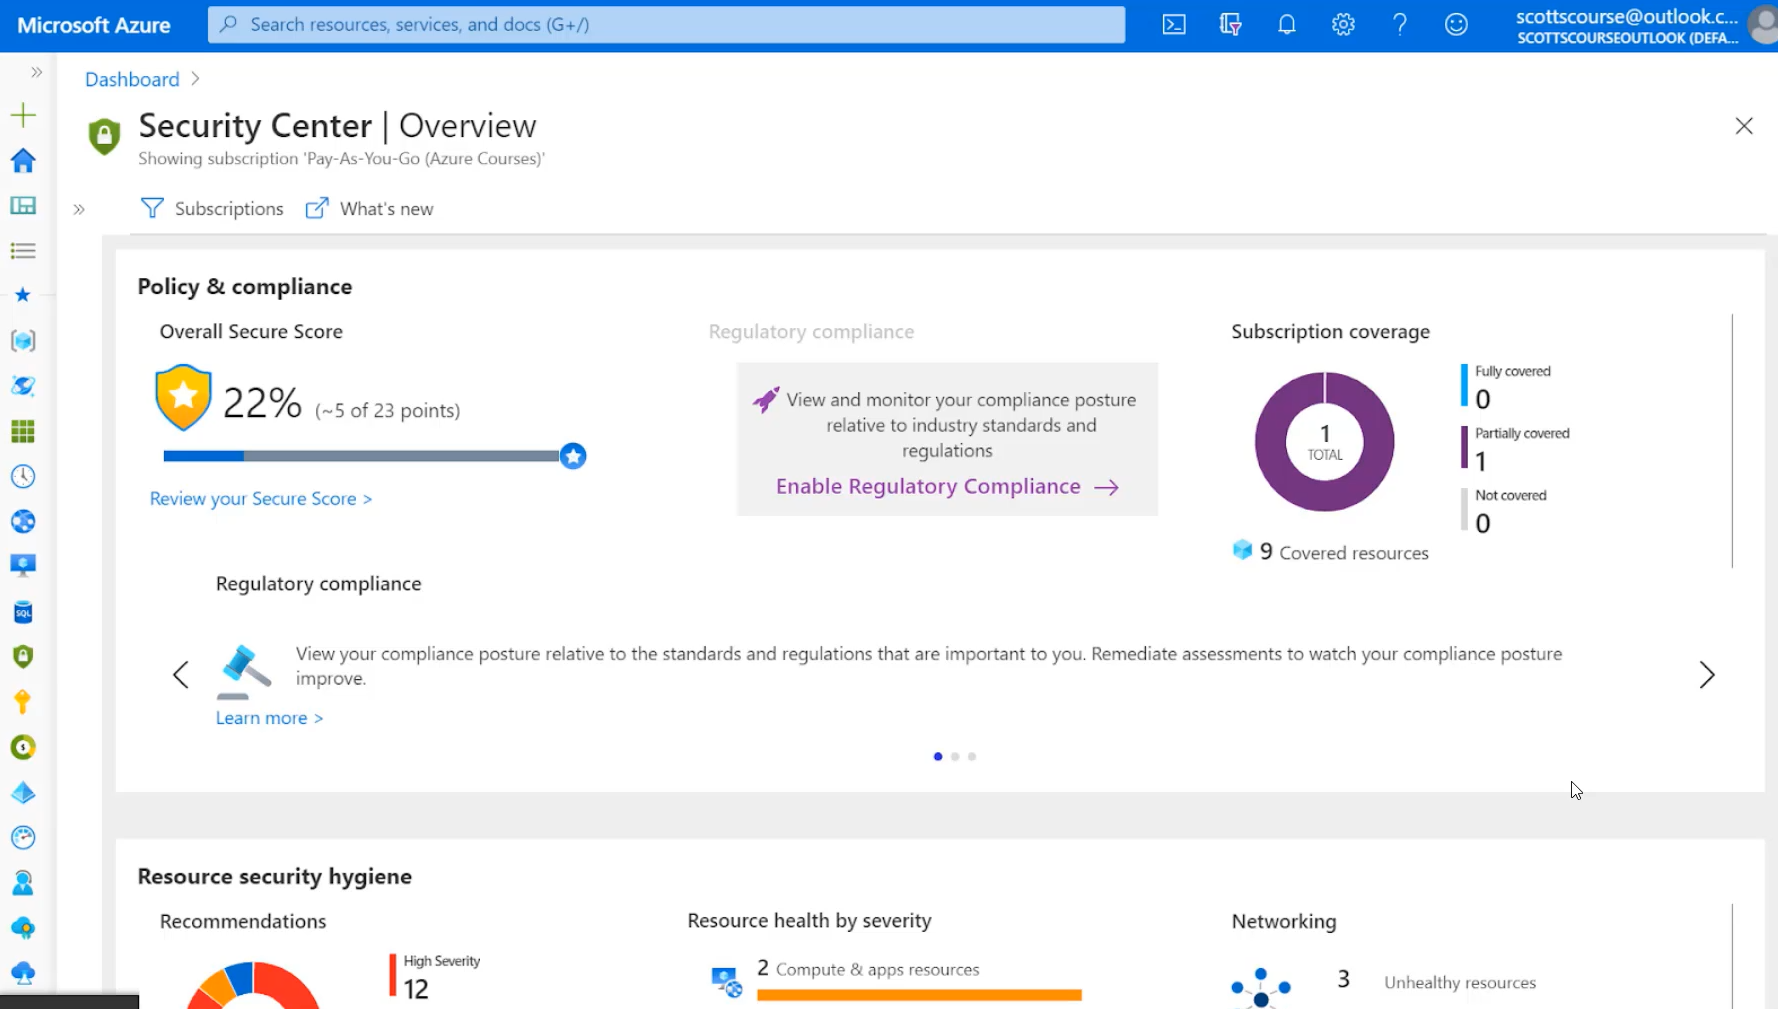 Microsoft Azure
Search resources, services, and docs (G+/)
scottscourse@outlook.c...
SCOTTSCOURSEOUTLOOK (DEFA...
Dashboard
Security Center | Overview
Showing subscription 'Pay-As-You-Go (Azure Courses)'
Subscriptions
What's new
Policy & compliance
Overall Secure Score
22% (~5 of 23 points)
Review your Secure Score >
Regulatory compliance
View and monitor your compliance posture
relative to industry standards and
regulations
Enable Regulatory Compliance
Subscription coverage
1
TOTAL
Fully covered
0
Partially covered
1
Not covered
0
9 Covered resources
Regulatory compliance
View your compliance posture relative to the standards and regulations that are important to you. Remediate assessments to watch your compliance posture
improve.
Learn more >
SQL
Resource security hygiene
Recommendations
High Severity
12
Resource health by severity
2 Compute & apps resources
Networking
3 Unhealthy resources